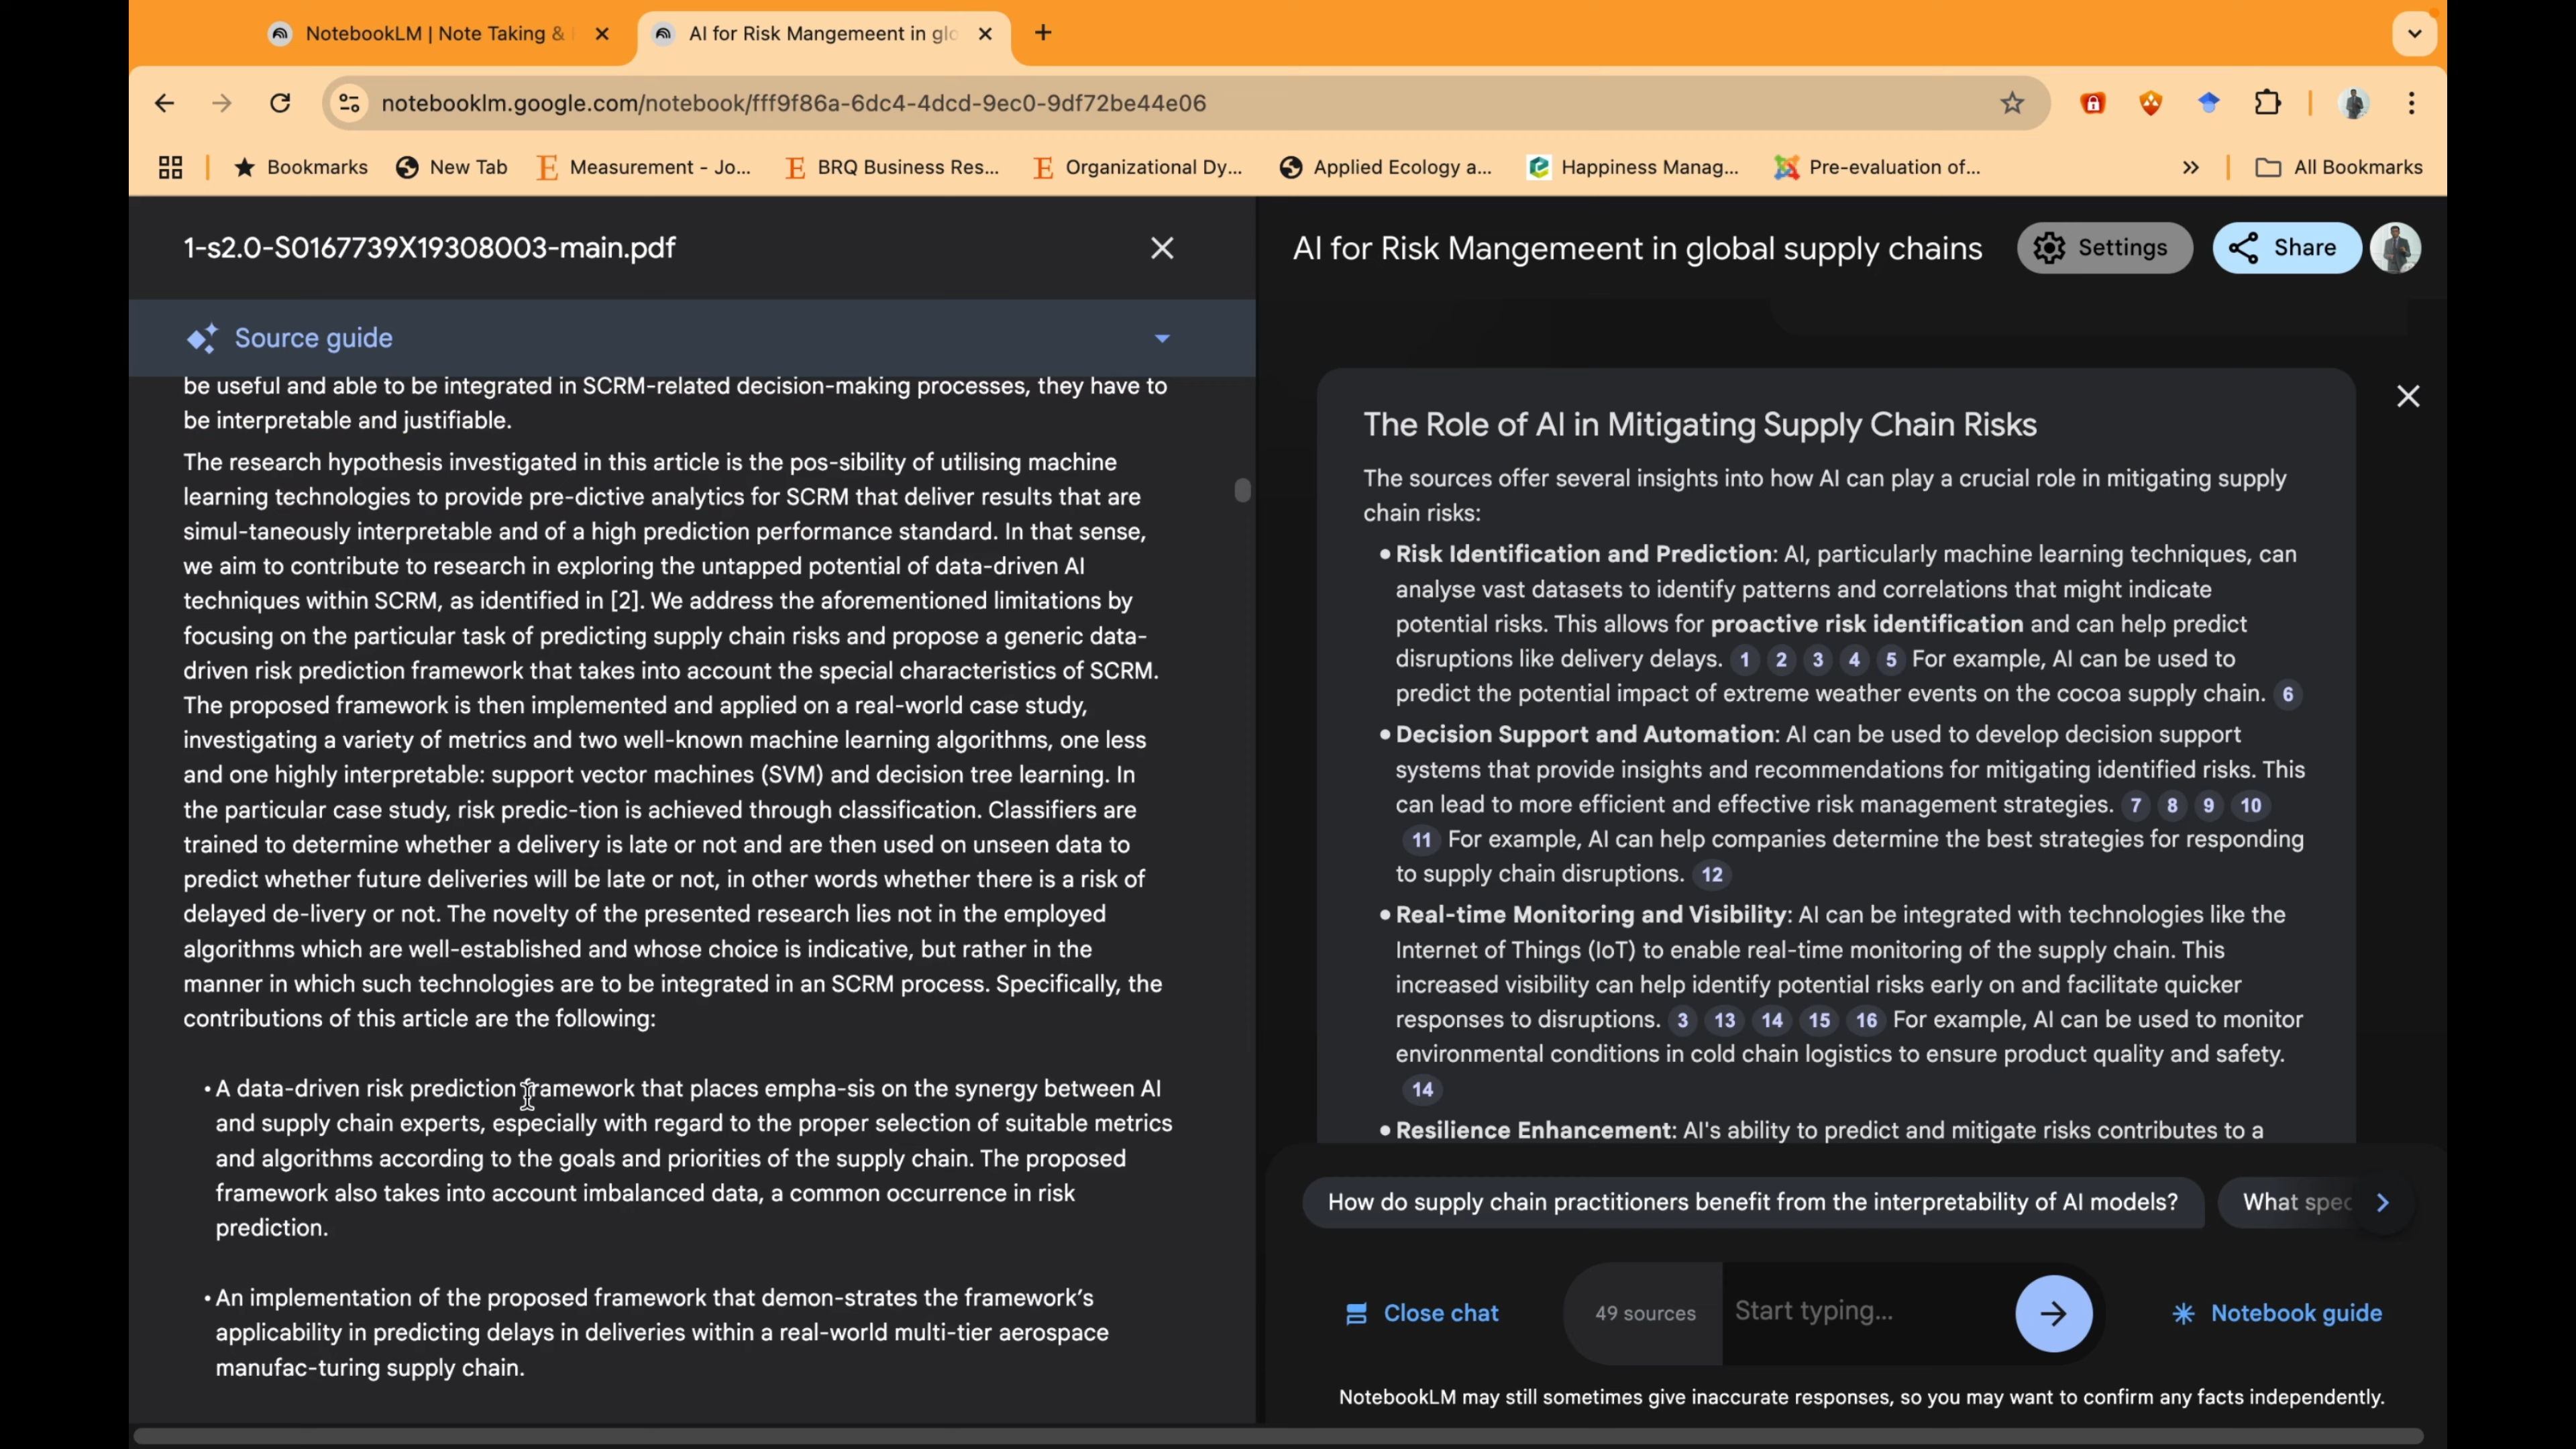 NotebookLM | Note Taking &
AI for Risk Mangemeent in glo
notebooklm.google.com/notebook/fff9f86a-6dc4-4dcd-9ec0-9df72be44e06
Bookmarks
New Tab
Measurement - Jo...
BRQ Business Res...
Organizational Dy...
Applied Ecology a...
Happiness Manag...
Pre-evaluation of...
All Bookmarks
1-s2.0-S0167739X19308003-main.pdf
Source guide
be useful and able to be integrated in SCRM-related decision-making processes, they have to
be interpretable and justifiable.
The research hypothesis investigated in this article is the pos-sibility of utilising machine
learning technologies to provide pre-dictive analytics for SCRM that deliver results that are
simul-taneously interpretable and of a high prediction performance standard. In that sense,
we aim to contribute to research in exploring the untapped potential of data-driven AI
techniques within SCRM, as identified in [2]. We address the aforementioned limitations by
focusing on the particular task of predicting supply chain risks and propose a generic data-
driven risk prediction framework that takes into account the special characteristics of SCRM.
The proposed framework is then implemented and applied on a real-world case study,
investigating a variety of metrics and two well-known machine learning algorithms, one less
and one highly interpretable: support vector machines (SVM) and decision tree learning. In
the particular case study, risk predic-tion is achieved through classification. Classifiers are
trained to determine whether a delivery is late or not and are then used on unseen data to
predict whether future deliveries will be late or not, in other words whether there is a risk of
delayed de-livery or not. The novelty of the presented research lies not in the employed
algorithms which are well-established and whose choice is indicative, but rather in the
manner in which such technologies are to be integrated in an SCRM process. Specifically, the
contributions of this article are the following:
• A data-driven risk prediction framework that places empha-sis on the synergy between AI
and supply chain experts, especially with regard to the proper selection of suitable metrics
and algorithms according to the goals and priorities of the supply chain. The proposed
framework also takes into account imbalanced data, a common occurrence in risk
prediction.
• An implementation of the proposed framework that demon-strates the framework's
applicability in predicting delays in deliveries within a real-world multi-tier aerospace
manufac-turing supply chain.
AI for Risk Mangemeent in global supply chains
Settings
Share
The Role of AI in Mitigating Supply Chain Risks
The sources offer several insights into how AI can play a crucial role in mitigating supply
chain risks:
• Risk Identification and Prediction: AI, particularly machine learning techniques, can
analyse vast datasets to identify patterns and correlations that might indicate
potential risks. This allows for proactive risk identification and can help predict
disruptions like delivery delays. 1 2 3 4 5 For example, AI can be used to
predict the potential impact of extreme weather events on the cocoa supply chain. 6
• Decision Support and Automation: AI can be used to develop decision support
systems that provide insights and recommendations for mitigating identified risks. This
can lead to more efficient and effective risk management strategies. 7 8 9 10
11 For example, AI can help companies determine the best strategies for responding
to supply chain disruptions. 12
• Real-time Monitoring and Visibility: AI can be integrated with technologies like the
Internet of Things (IoT) to enable real-time monitoring of the supply chain. This
increased visibility can help identify potential risks early on and facilitate quicker
responses to disruptions. 3 13 14 15 16 For example, AI can be used to monitor
environmental conditions in cold chain logistics to ensure product quality and safety.
14
• Resilience Enhancement: AI's ability to predict and mitigate risks contributes to a
How do supply chain practitioners benefit from the interpretability of AI models?
What spec
Close chat
49 sources
Start typing...
Notebook guide
NotebookLM may still sometimes give inaccurate responses, so you may want to confirm any facts independently.